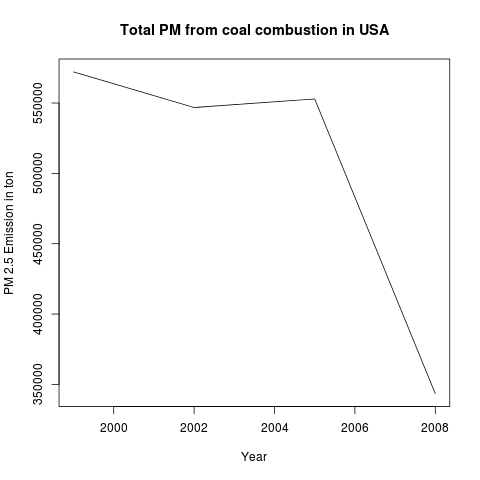 Total PM from coal combustion in USA
PM 2.5 Emission in ton
550000
500000
450000
400000
350000
2000 2002 2004 2006 2008
Year